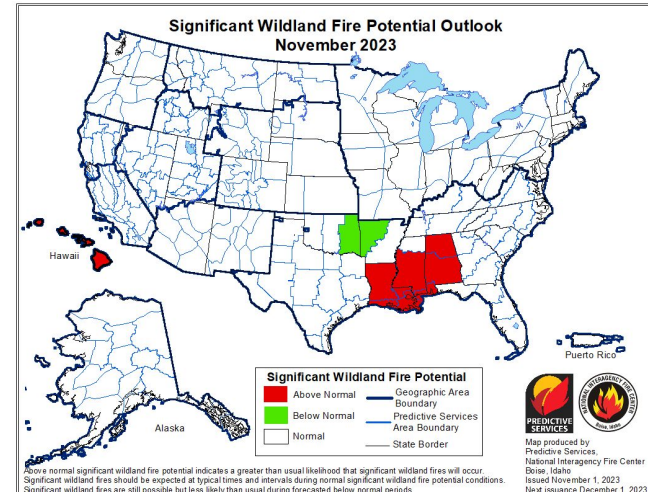 Significant Wildland Fire Potential Outlook
November 2023
Hawaii
Alaska
Puerto Rico
Significant Wildland Fire Potential
Above Normal
Below Normal
Normal
Geographic Area
Boundary
Predictive Services
Area Boundary
State Border
PREDICTIVE
SERVICES
NATIONAL INTERAGENCY FIRE CENTER
Boise, Idaho
Map produced by
Predictive Services,
National Interagency Fire Center
Boise, Idaho
Issued November 1, 2023
Next issuance December 1, 2023
Above normal significant wildland fire potential indicates a greater than usual likelihood that significant wildland fires will occur.
Significant wildland fires should be expected at typical times and intervals during normal significant wildland fire potential conditions.
Significant wildland fires are still possible but less likely than usual during forecasted below normal periods.